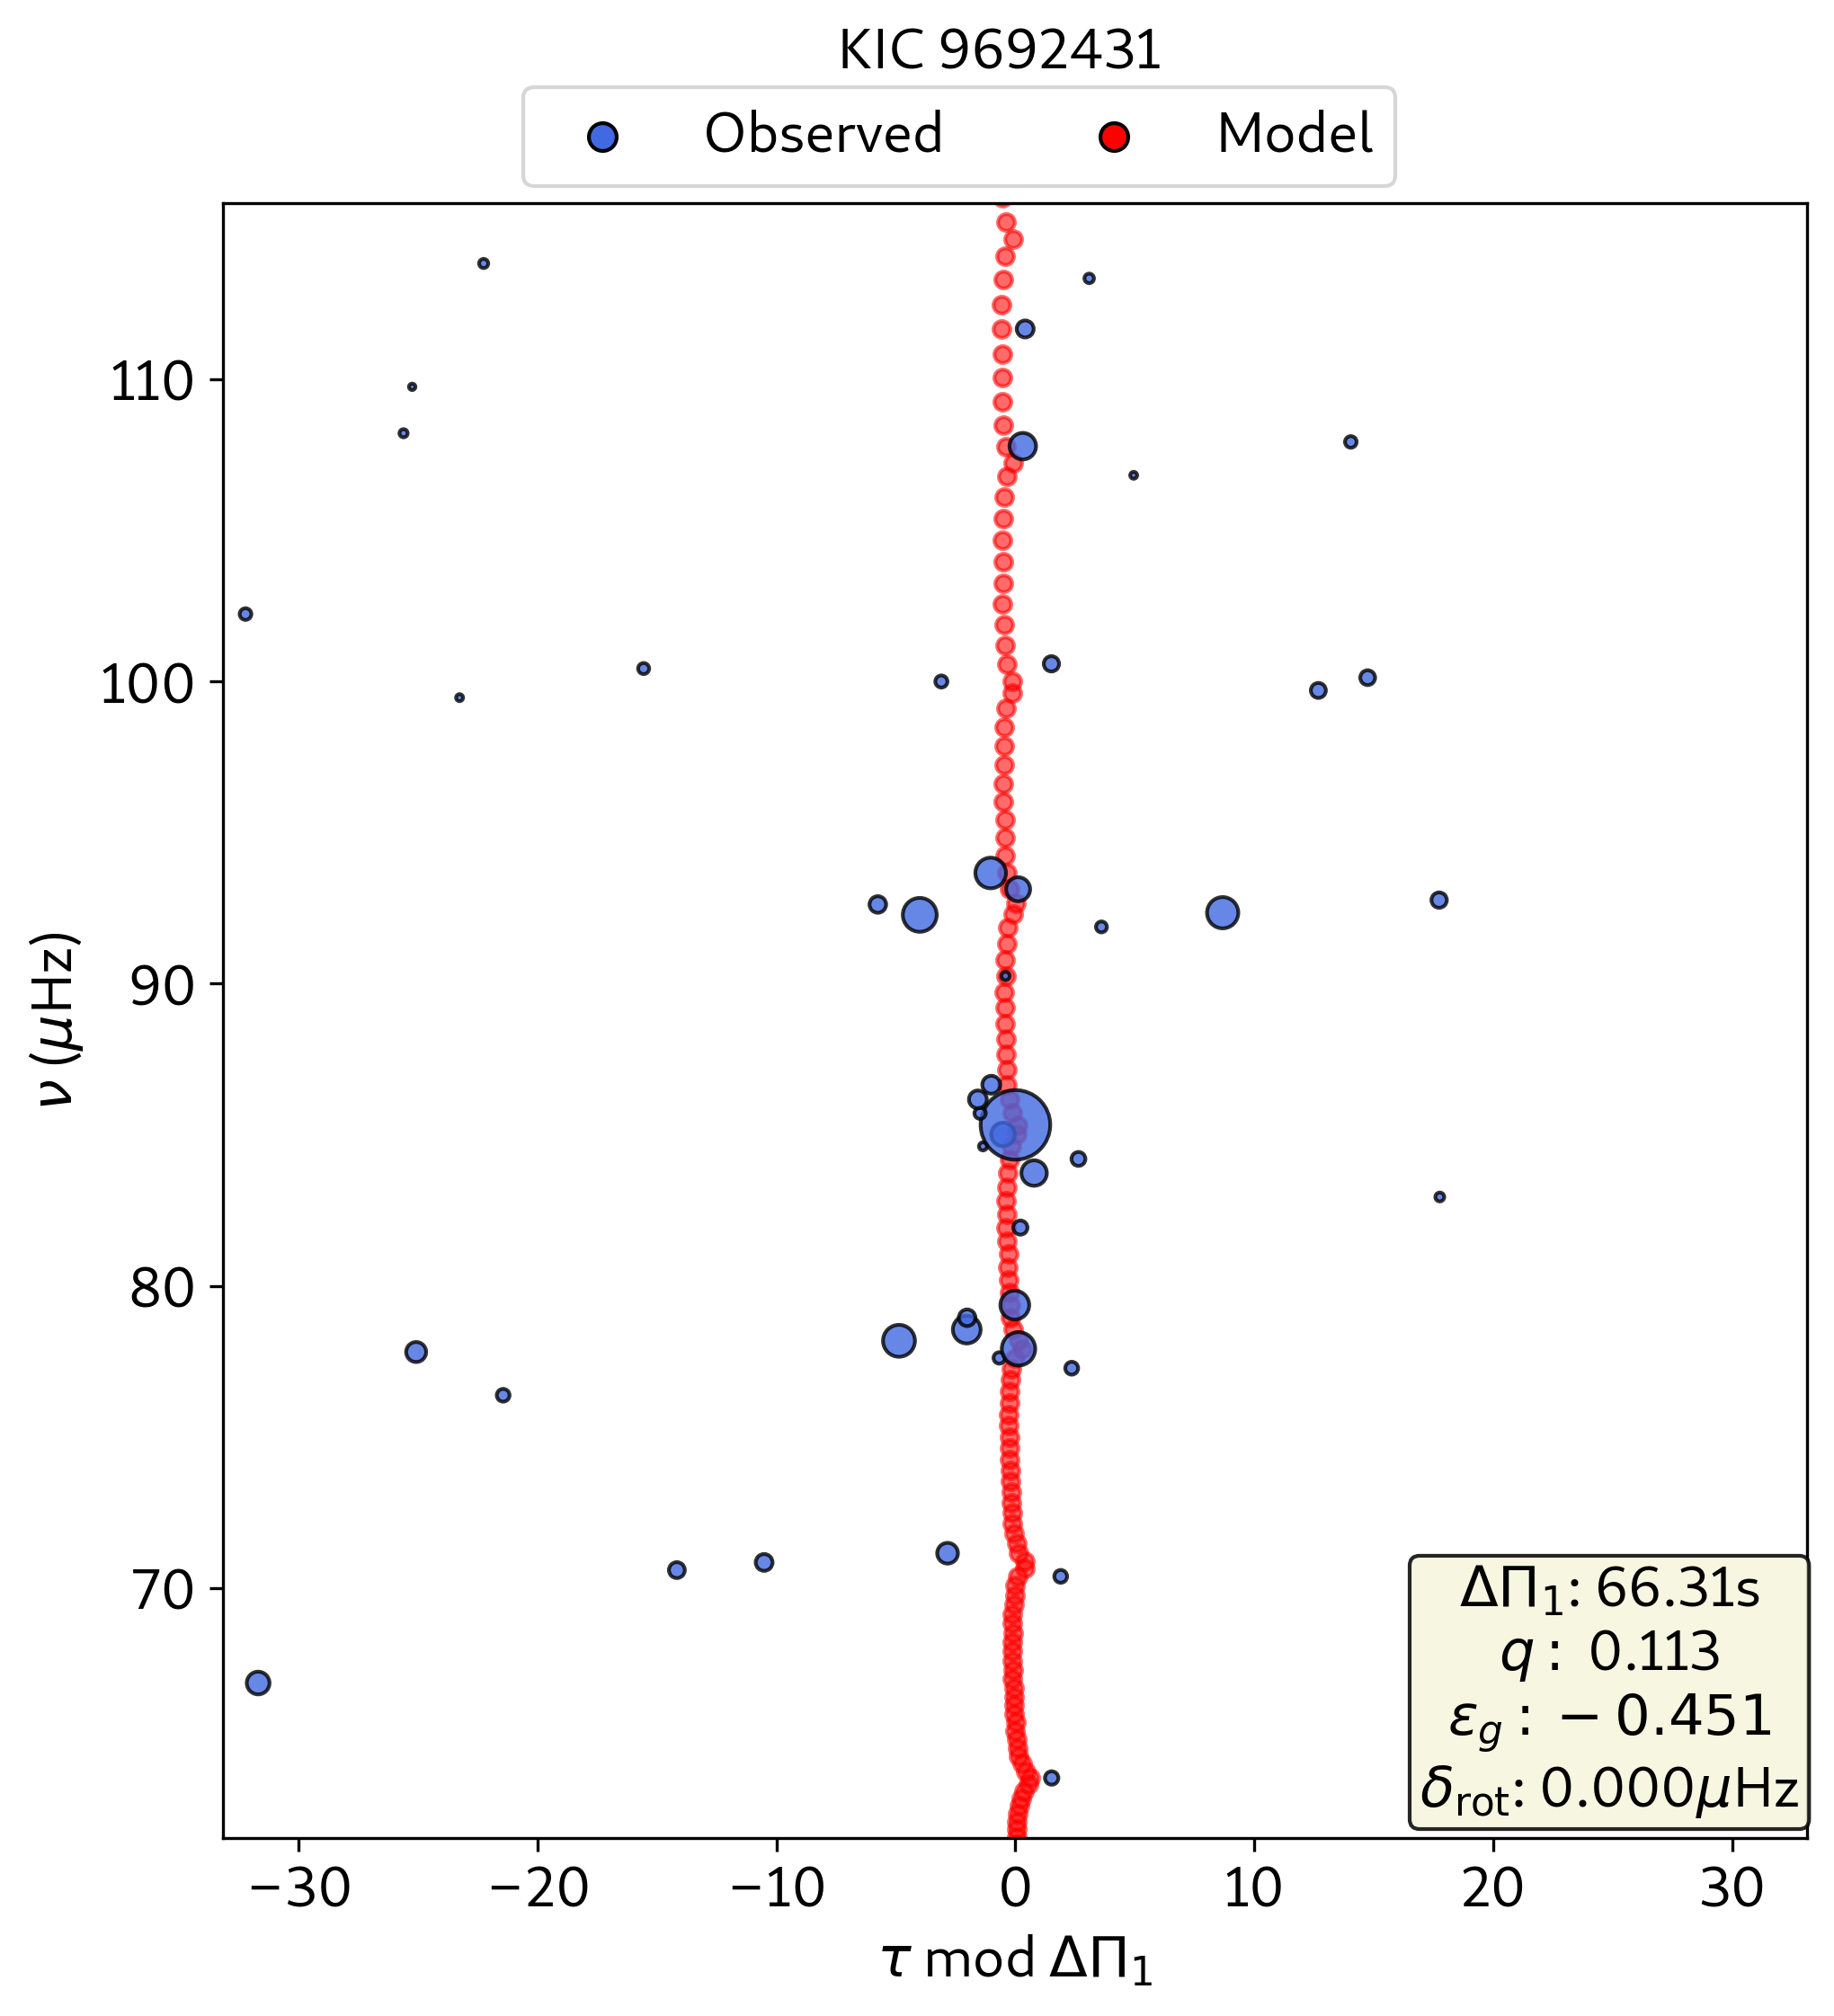 KIC 9692431
Observed Model
110
100
90
80
70
ν (μHz)
ΔΠ₁: 66.31s
q : 0.113
ε_g : − 0.451
δ_rot: 0.000μHz
−30 −20 −10 0 10 20 30
τ mod ΔΠ₁